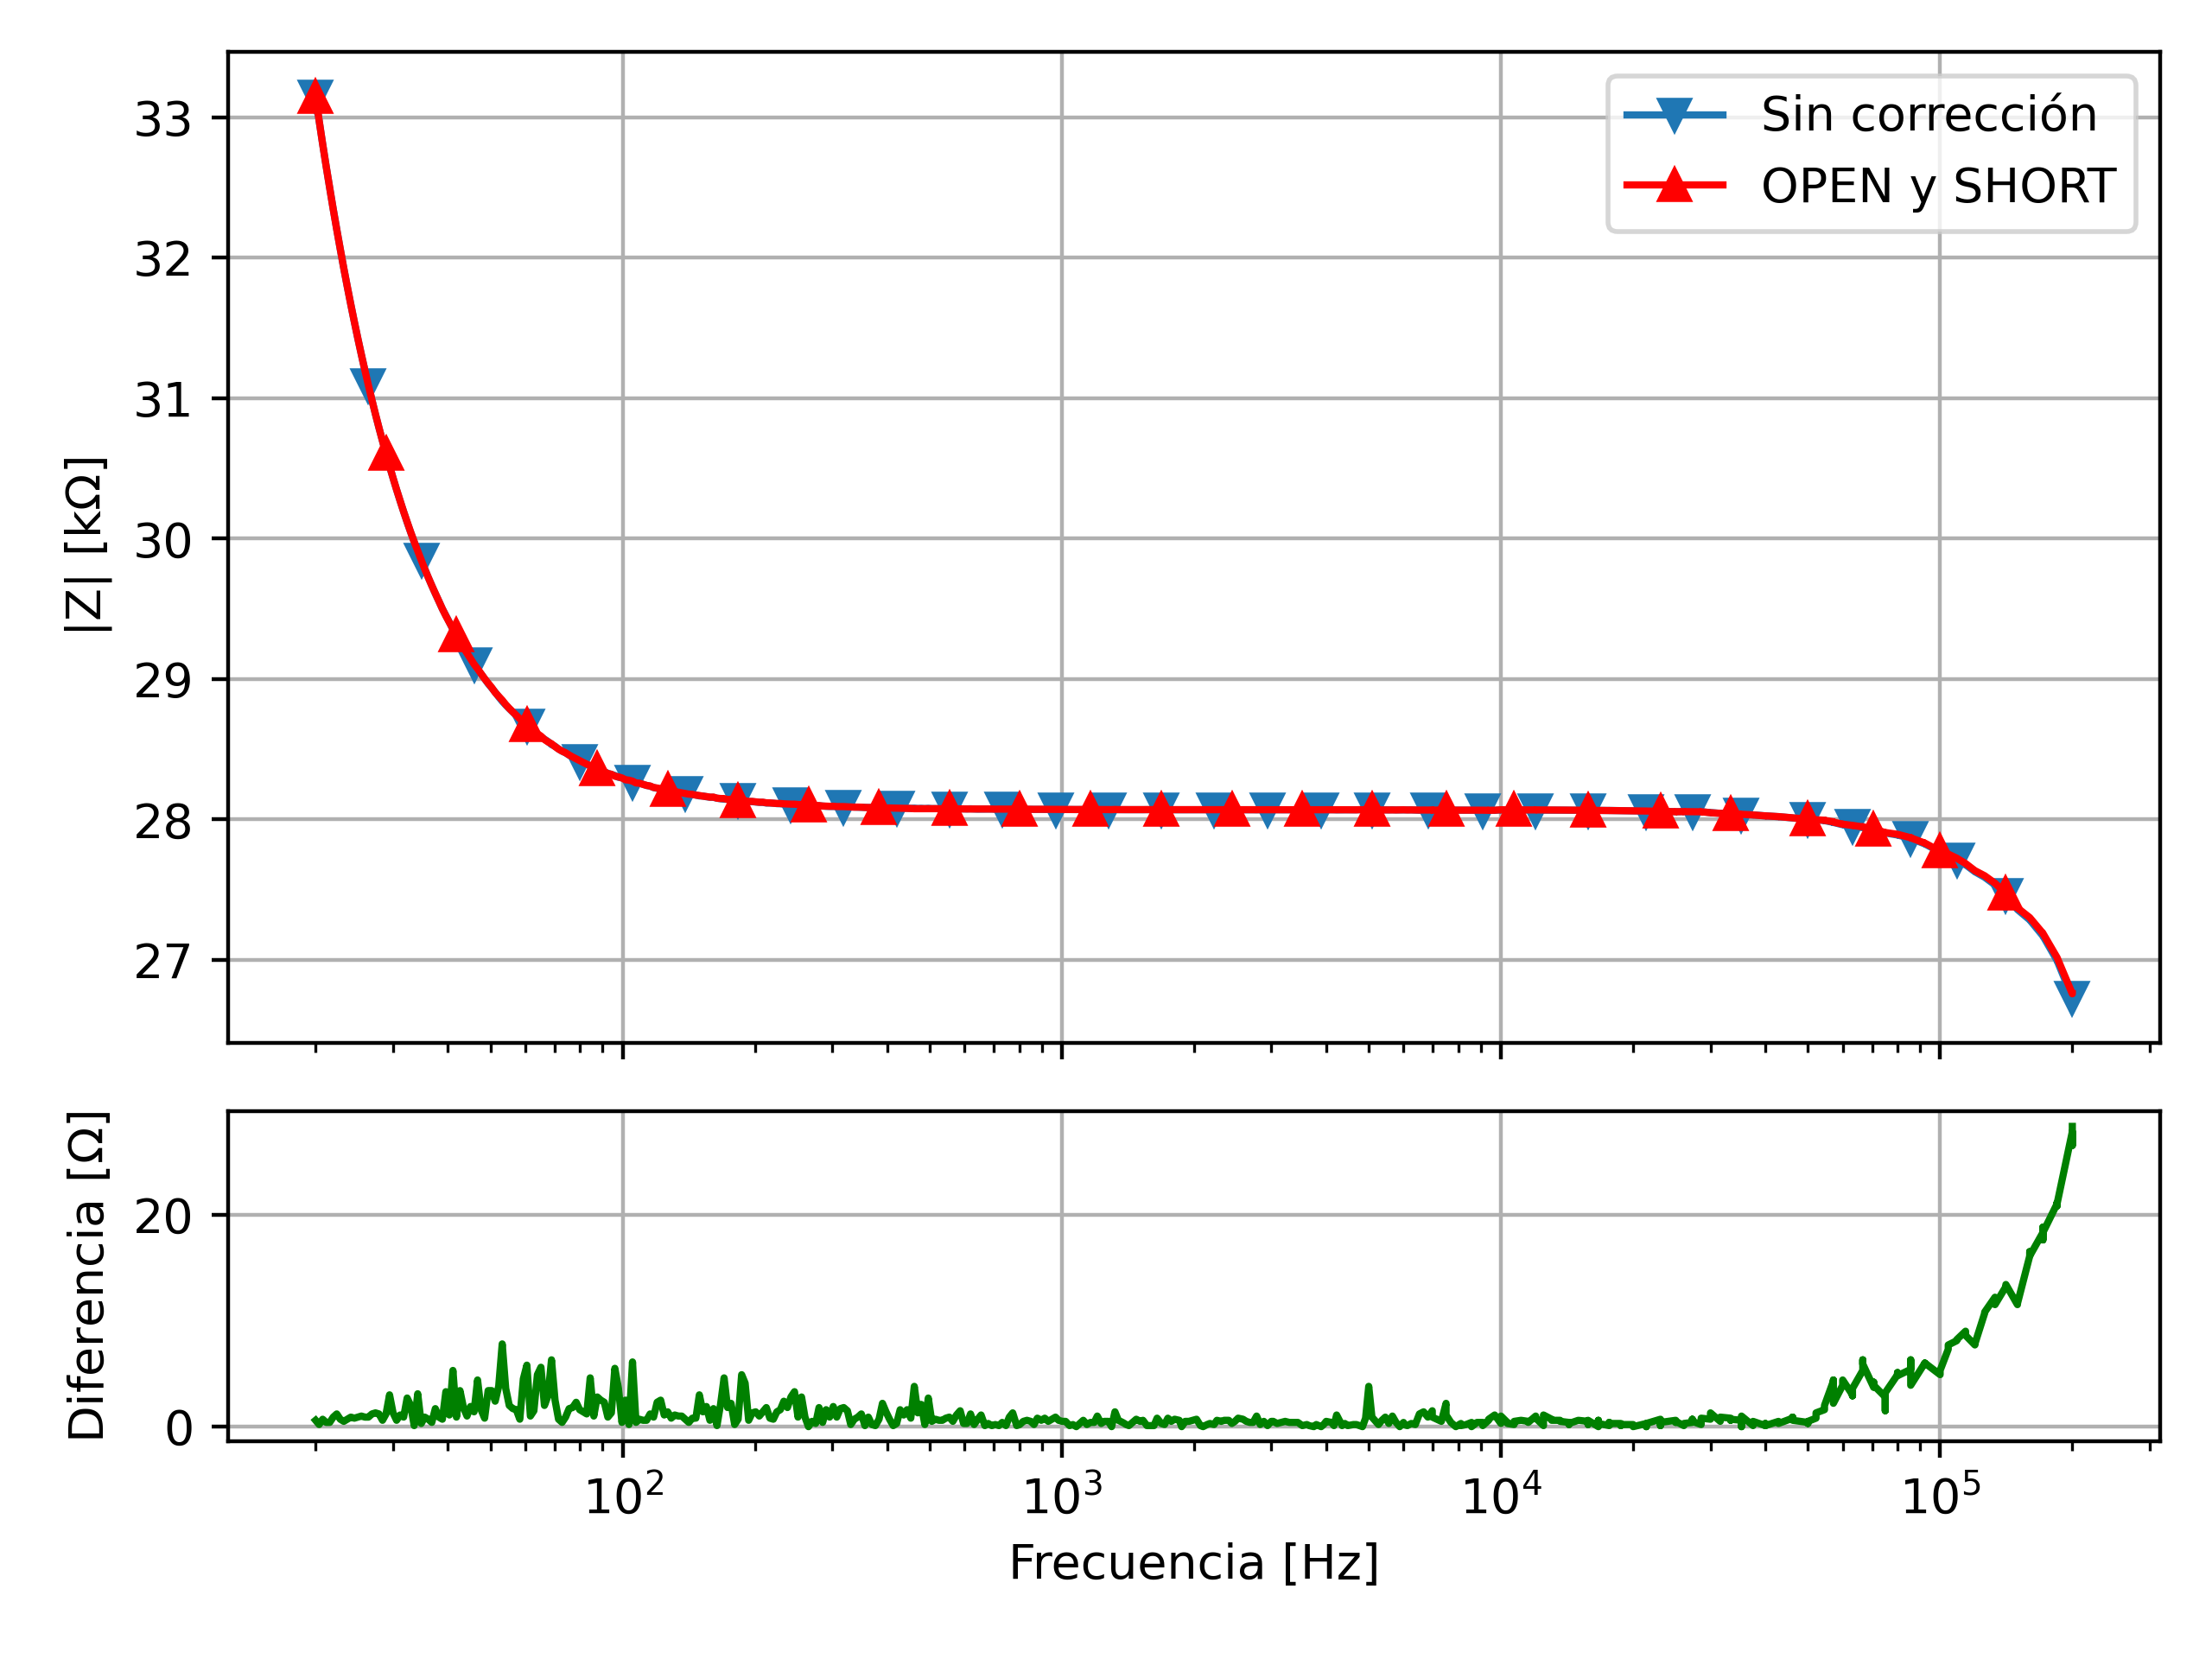 33
32
31
30
29
28
27
|Z| [kΩ]
Sin corrección
OPEN y SHORT
20
0
Diferencia [Ω]
10² 10³ 10⁴ 10⁵
Frecuencia [Hz]